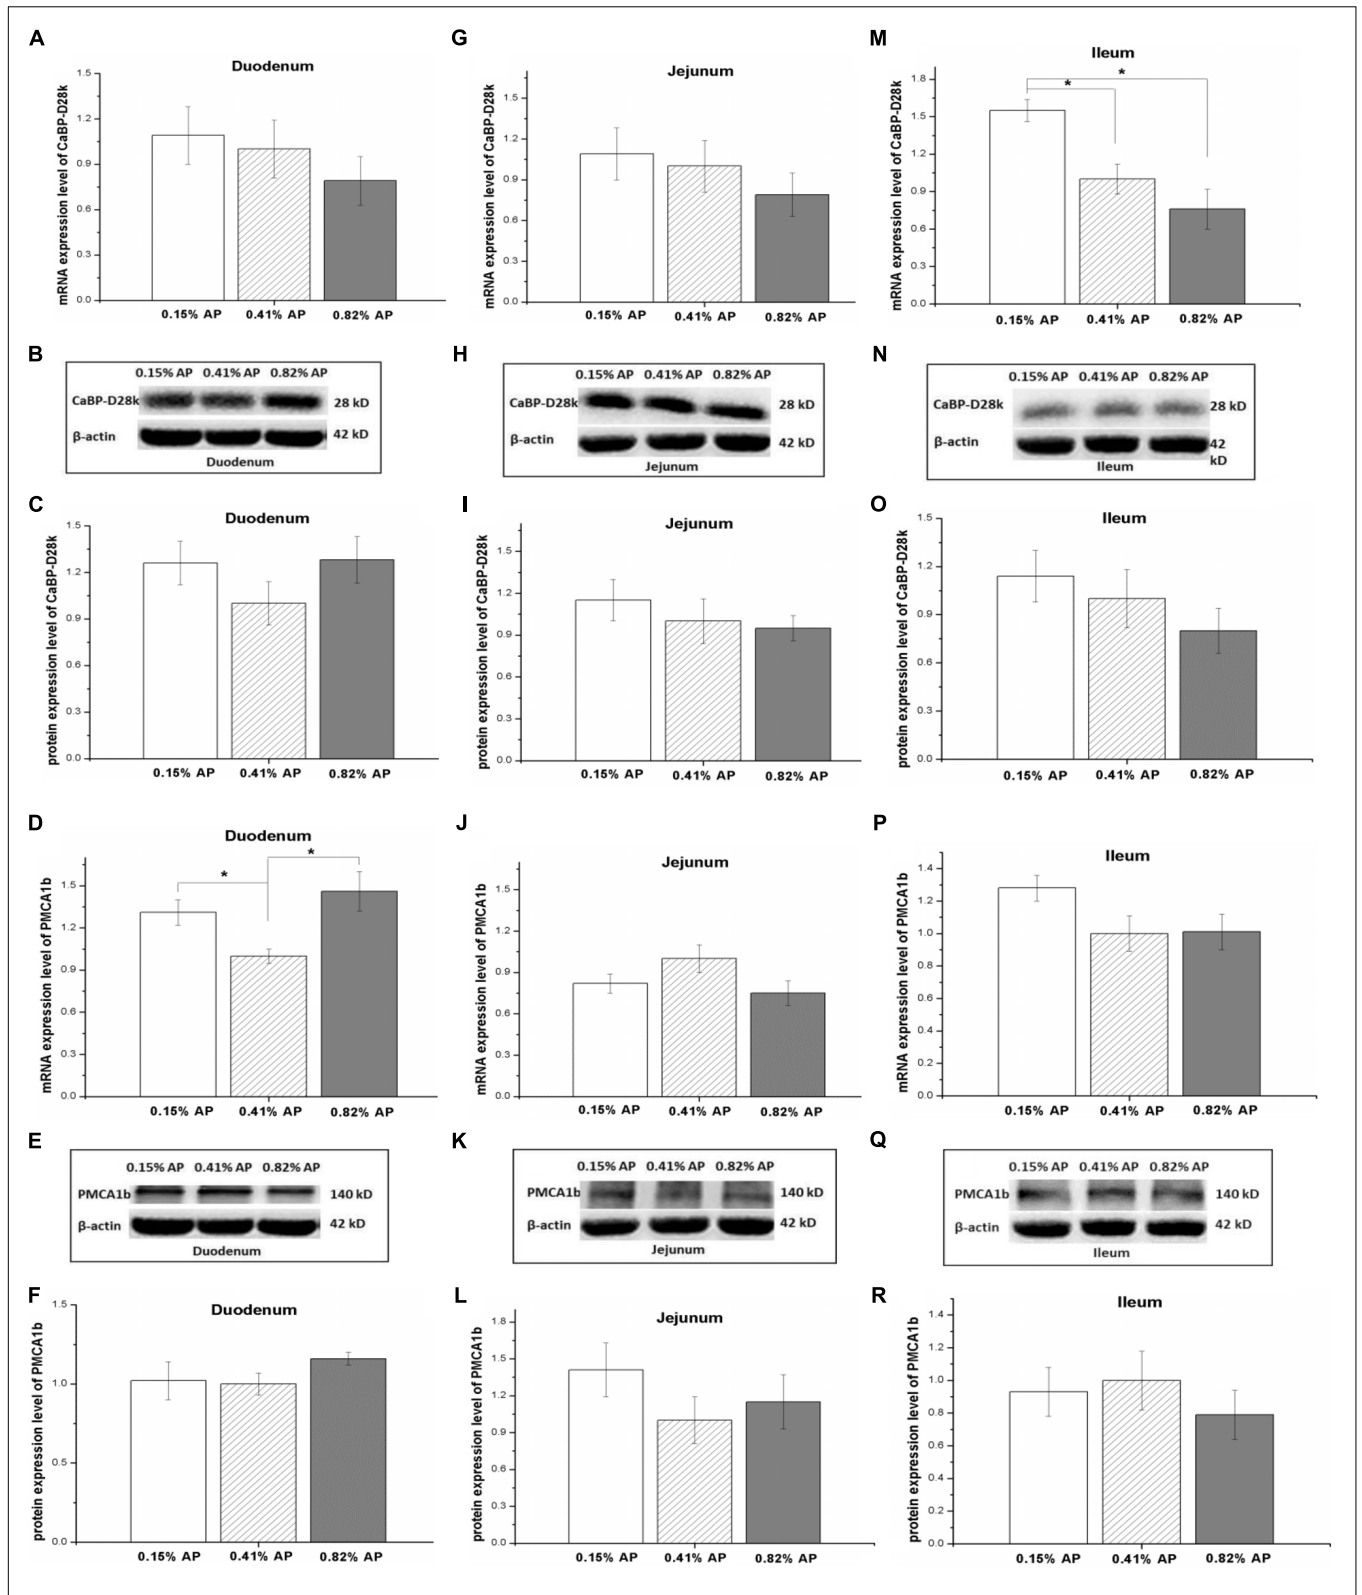 A
Duodenum
mRNA expression level of CaBP-D28k
1.5
1.2
0.9
0.6
0.3
0.0
0.15% AP 0.41% AP 0.82% AP
G
Jejunum
mRNA expression level of CaBP-D28k
1.5
1.2
0.9
0.6
0.3
0.0
0.15% AP 0.41% AP 0.82% AP
M
Ileum
mRNA expression level of CaBP-D28k
1.8
1.5
1.2
0.9
0.6
0.3
0.0
* *
0.15% AP 0.41% AP 0.82% AP
B
0.15% AP 0.41% AP 0.82% AP
CaBP-D28k 28 kD
β-actin 42 kD
Duodenum
H
0.15% AP 0.41% AP 0.82% AP
CaBP-D28k 28 kD
β-actin 42 kD
Jejunum
N
0.15% AP 0.41% AP 0.82% AP
CaBP-D28k 28 kD
β-actin 42
kD
Ileum
C
Duodenum
protein expression level of CaBP-D28k
1.5
1.2
0.9
0.6
0.3
0.0
0.15% AP 0.41% AP 0.82% AP
I
Jejunum
protein expression level of CaBP-D28k
1.5
1.2
0.9
0.6
0.3
0.0
0.15% AP 0.41% AP 0.82% AP
O
Ileum
protein expression level of CaBP-D28k
1.5
1.2
0.9
0.6
0.3
0.0
0.15% AP 0.41% AP 0.82% AP
D
Duodenum
mRNA expression level of PMCA1b
1.5
1.2
0.9
0.6
0.3
0.0
* *
0.15% AP 0.41% AP 0.82% AP
J
Jejunum
mRNA expression level of PMCA1b
1.5
1.2
0.9
0.6
0.3
0.0
0.15% AP 0.41% AP 0.82% AP
P
Ileum
mRNA expression level of PMCA1b
1.4
1.2
1.0
0.8
0.6
0.4
0.2
0.0
0.15% AP 0.41% AP 0.82% AP
E
0.15% AP 0.41% AP 0.82% AP
PMCA1b 140 kD
β-actin 42 kD
Duodenum
K
0.15% AP 0.41% AP 0.82% AP
PMCA1b 140 kD
β-actin 42 kD
Jejunum
Q
0.15% AP 0.41% AP 0.82% AP
PMCA1b 140 kD
β-actin 42 kD
Ileum
F
Duodenum
protein expression level of PMCA1b
1.5
1.0
0.5
0.0
0.15% AP 0.41% AP 0.82% AP
L
Jejunum
protein expression level of PMCA1b
1.8
1.5
1.2
0.9
0.6
0.3
0.0
0.15% AP 0.41% AP 0.82% AP
R
Ileum
protein expression level of PMCA1b
1.4
1.2
1.0
0.8
0.6
0.4
0.2
0.0
0.15% AP 0.41% AP 0.82% AP